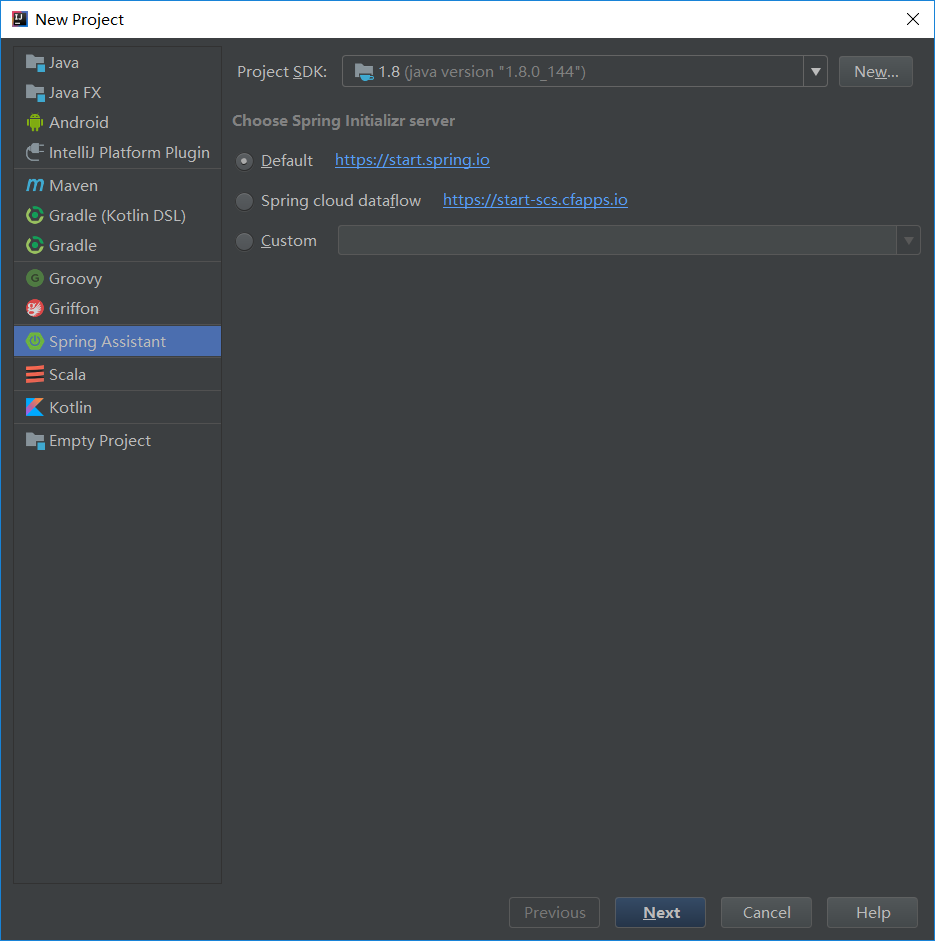 New Project
Java
Java FX
Android
IntelliJ Platform Plugin
Maven
Gradle (Kotlin DSL)
Gradle
Groovy
Griffon
Spring Assistant
Scala
Kotlin
Empty Project
Project SDK: 1.8 (java version "1.8.0_144") New...
Choose Spring Initializr server
Default https://start.spring.io
Spring cloud dataflow https://start-scs.cfapps.io
Custom
Previous Next Cancel Help